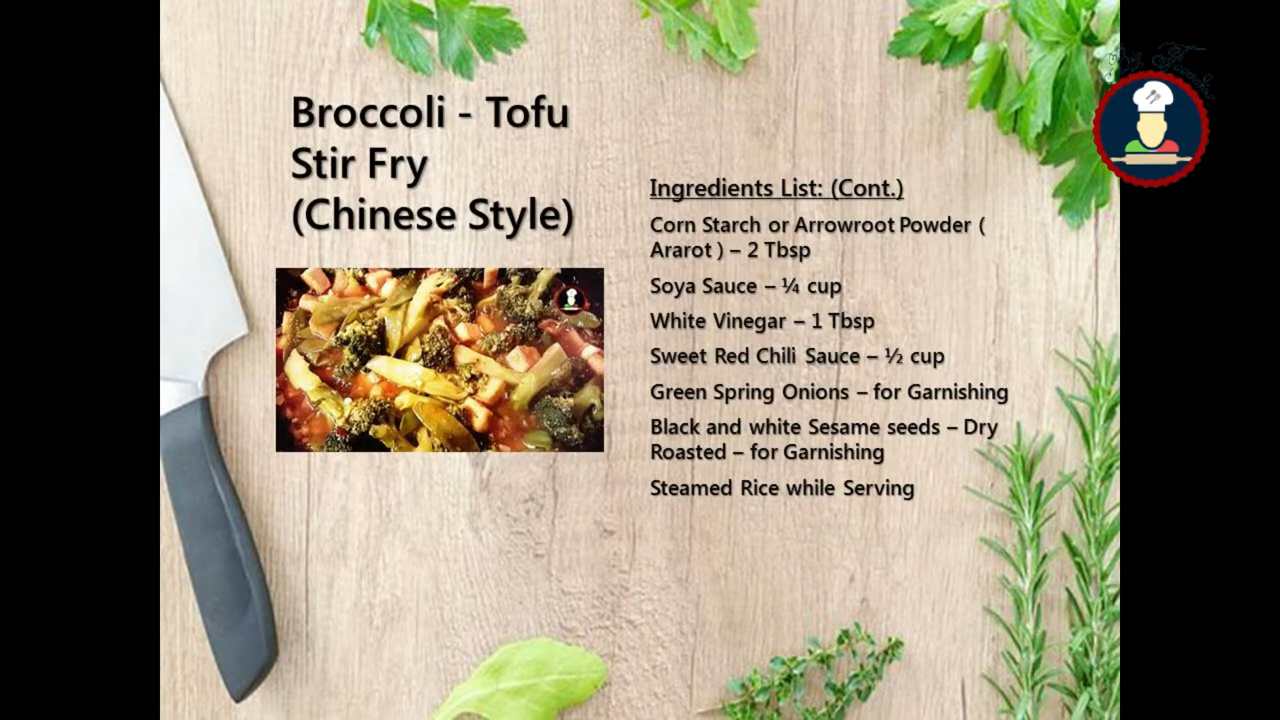 Broccoli - Tofu
Stir Fry
(Chinese Style)
Ingredients List: (Cont.)
Corn Starch or Arrowroot Powder (
Ararot ) – 2 Tbsp
Soya Sauce – ¼ cup
White Vinegar – 1 Tbsp
Sweet Red Chili Sauce – ½ cup
Green Spring Onions – for Garnishing
Black and white Sesame seeds – Dry
Roasted – for Garnishing
Steamed Rice while Serving